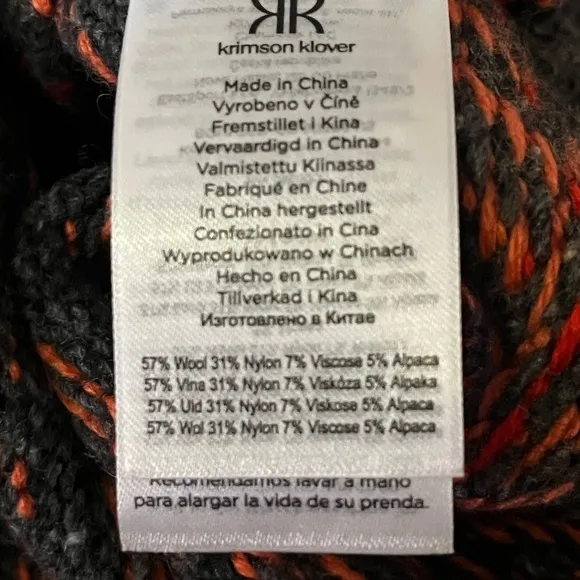 krimson klover
Made in China
Vyrobeno v Číně
Fremstillet i Kina
Vervaardigd in China
Valmistettu Kiinassa
Fabriqué en Chine
In China hergestellt
Confezionato in Cina
Wyprodukowano w Chinach
Hecho en China
Tillverkad i Kina
Изготовлено в Китае
57% Wool 31% Nylon 7% Viscose 5% Alpaca
57% Vlna 31% Nylon 7% Viskóza 5% Alpaka
57% Uld 31% Nylon 7% Viskose 5% Alpaca
57% Wol 31% Nylon 7% Viscose 5% Alpaca
Recomendamos lavar a mano
para alargar la vida de su prenda.